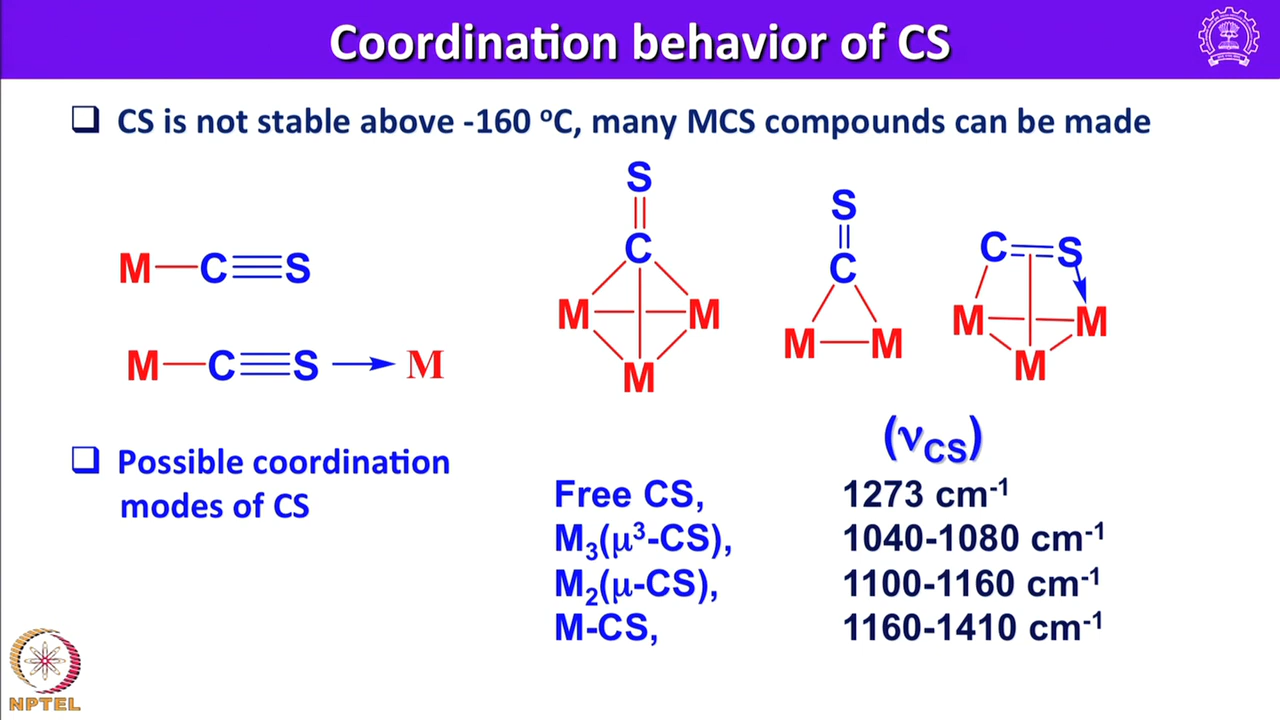 Coordination behavior of CS
❑ CS is not stable above -160 ºC, many MCS compounds can be made
M—C≡S
M—C≡S→M
S
C
M M
M
S
C
M—M
C=S
M M
M
❑ Possible coordination
modes of CS
(νCS)
Free CS, 1273 cm⁻¹
M₃(μ³-CS), 1040-1080 cm⁻¹
M₂(μ-CS), 1100-1160 cm⁻¹
M-CS, 1160-1410 cm⁻¹
NPTEL